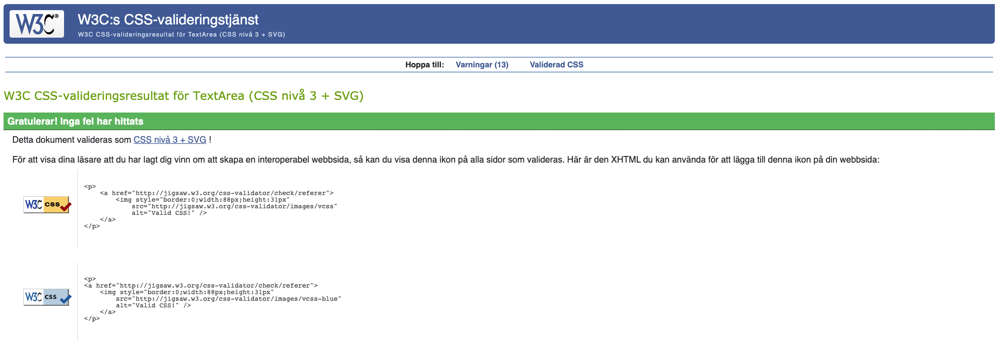 W3C®
W3C:s CSS-valideringstjänst
W3C CSS-valideringsresultat för TextArea (CSS nivå 3 + SVG)
Hoppa till: Varningar (13) Validerad CSS
W3C CSS-valideringsresultat för TextArea (CSS nivå 3 + SVG)
Gratulerar! Inga fel har hittats
Detta dokument valideras som CSS nivå 3 + SVG !
För att visa dina läsare att du har lagt dig vinn om att skapa en interoperabel webbsida, så kan du visa denna ikon på alla sidor som valideras. Här är den XHTML du kan använda för att lägga till denna ikon på din webbsida:
W3C css
<p>
<a href="http://jigsaw.w3.org/css-validator/check/referer">
<img style="border:0;width:88px;height:31px"
src="http://jigsaw.w3.org/css-validator/images/vcss"
alt="Valid CSS!" />
</a>
</p>
W3C css
<p>
<a href="http://jigsaw.w3.org/css-validator/check/referer">
<img style="border:0;width:88px;height:31px"
src="http://jigsaw.w3.org/css-validator/images/vcss-blue"
alt="Valid CSS!" />
</a>
</p>